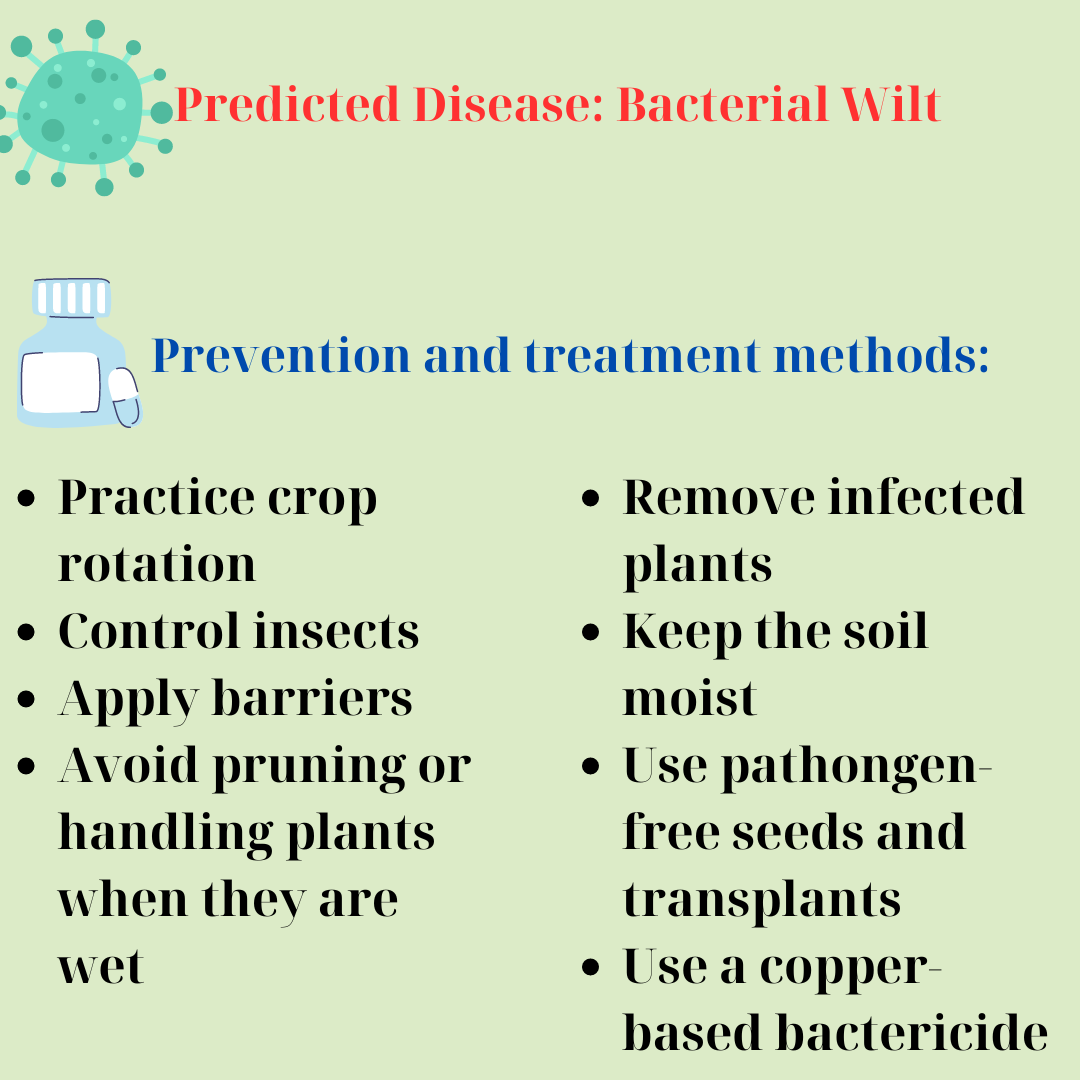 Predicted Disease: Bacterial Wilt
Prevention and treatment methods:
• Practice crop
rotation
• Control insects
• Apply barriers
• Avoid pruning or
handling plants
when they are
wet
• Remove infected
plants
• Keep the soil
moist
• Use pathongen-
free seeds and
transplants
• Use a copper-
based bactericide